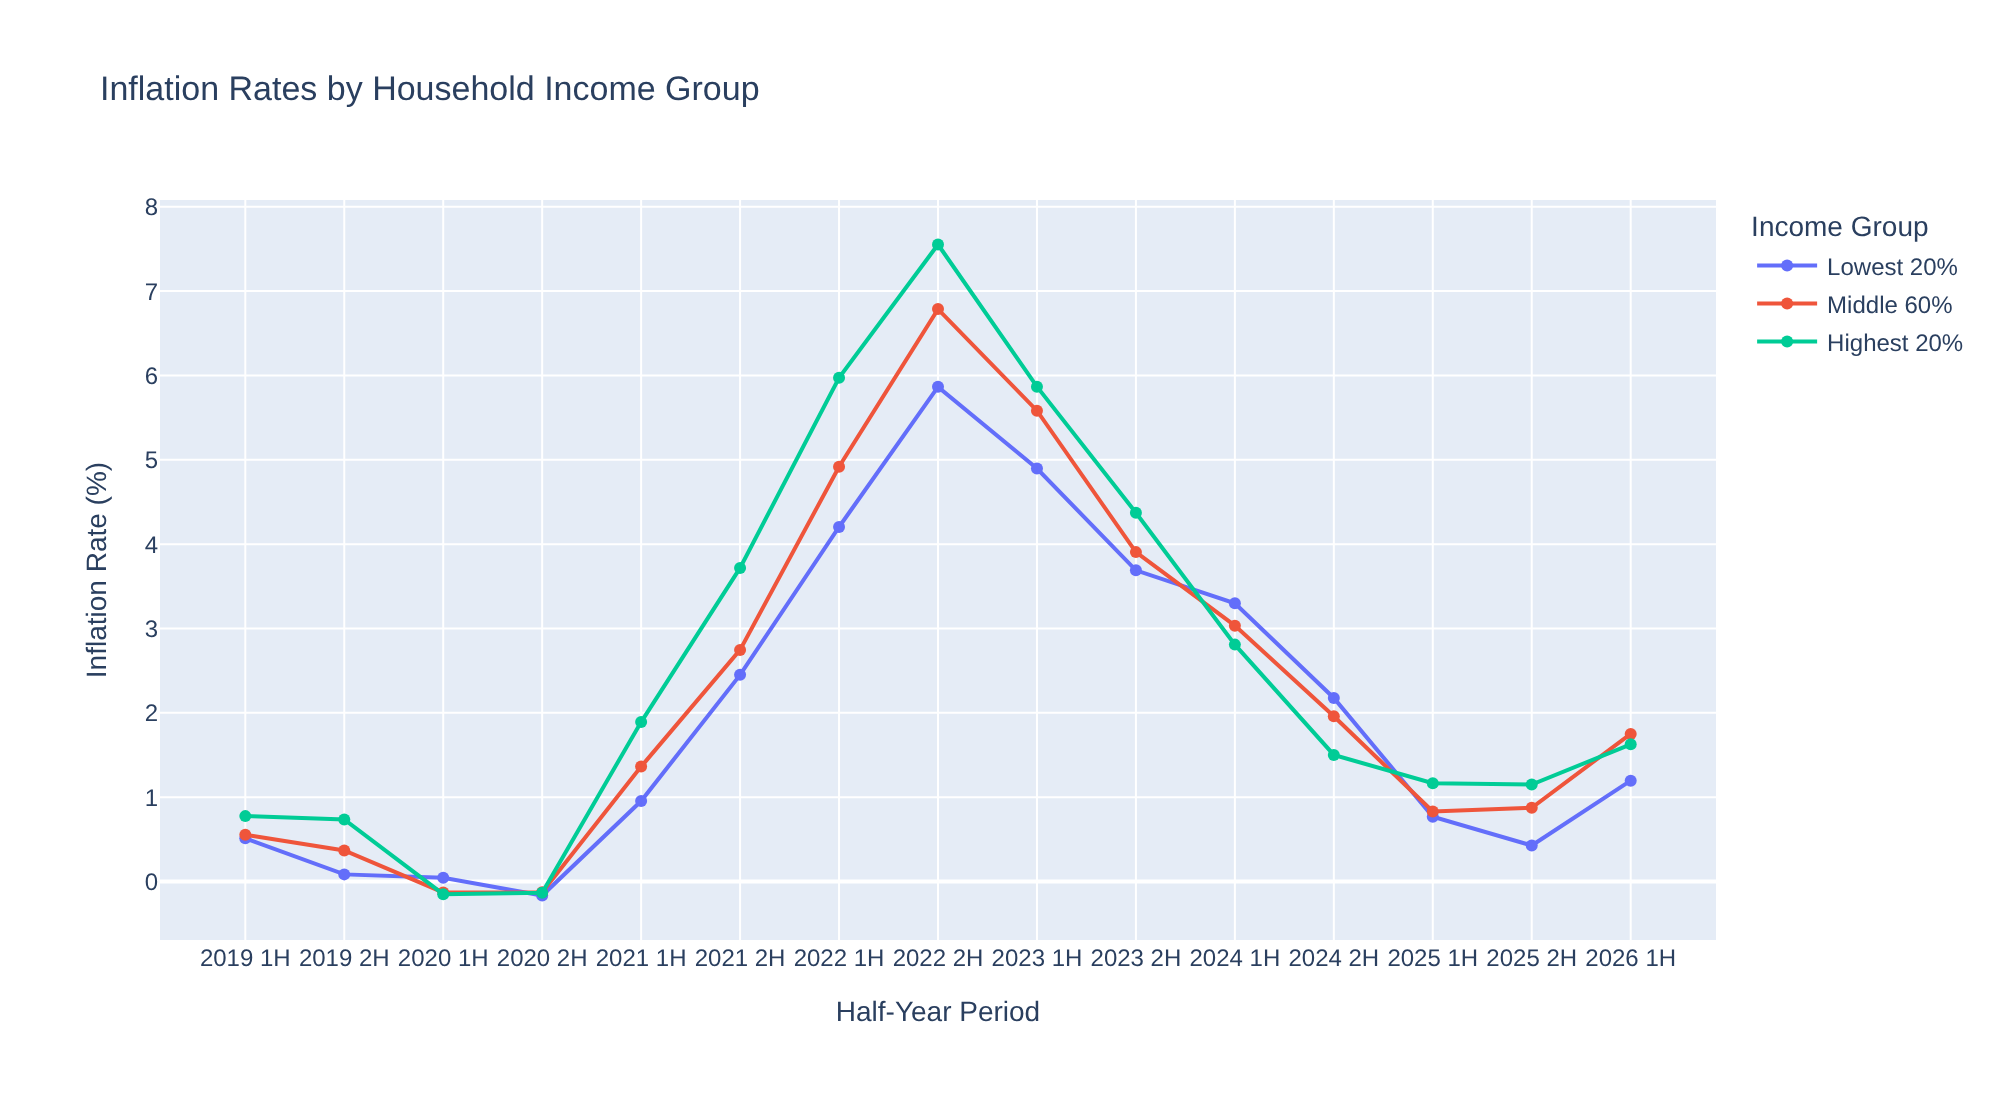 Inflation Rates by Household Income Group
8
7
6
5
4
3
2
1
0
Inflation Rate (%)
2019 1H 2019 2H 2020 1H 2020 2H 2021 1H 2021 2H 2022 1H 2022 2H 2023 1H 2023 2H 2024 1H 2024 2H 2025 1H 2025 2H 2026 1H
Half-Year Period
Income Group
Lowest 20%
Middle 60%
Highest 20%